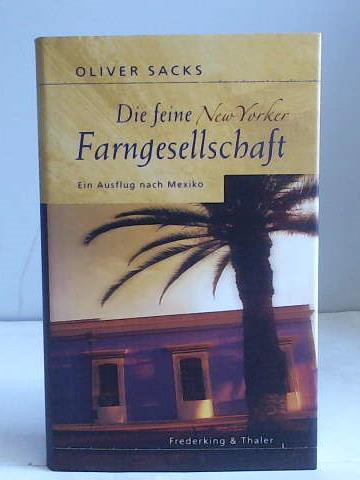 OLIVER SACKS
Die feine New Yorker
Farngesellschaft
Ein Ausflug nach Mexiko
Frederking & Thaler